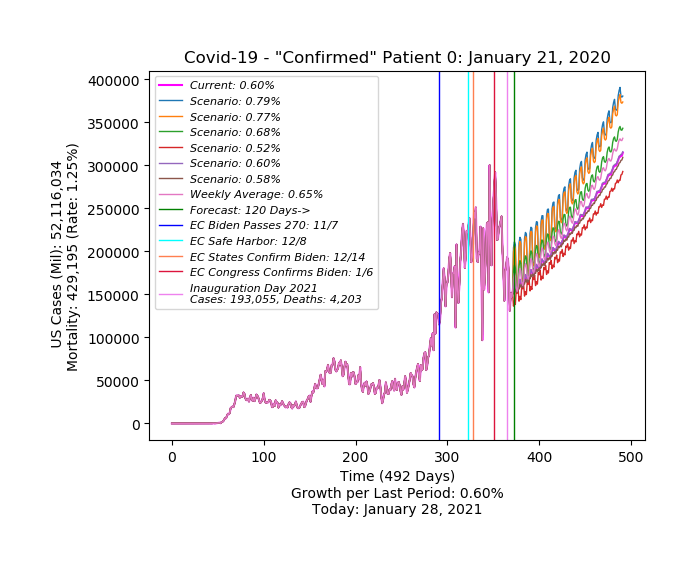 Covid-19 - "Confirmed" Patient 0: January 21, 2020
US Cases (Mil): 52,116,034
Mortality: 429,195 (Rate: 1.25%)
400000
350000
300000
250000
200000
150000
100000
50000
0
Current: 0.60%
Scenario: 0.79%
Scenario: 0.77%
Scenario: 0.68%
Scenario: 0.52%
Scenario: 0.60%
Scenario: 0.58%
Weekly Average: 0.65%
Forecast: 120 Days->
EC Biden Passes 270: 11/7
EC Safe Harbor: 12/8
EC States Confirm Biden: 12/14
EC Congress Confirms Biden: 1/6
Inauguration Day 2021
Cases: 193,055, Deaths: 4,203
0 100 200 300 400 500
Time (492 Days)
Growth per Last Period: 0.60%
Today: January 28, 2021